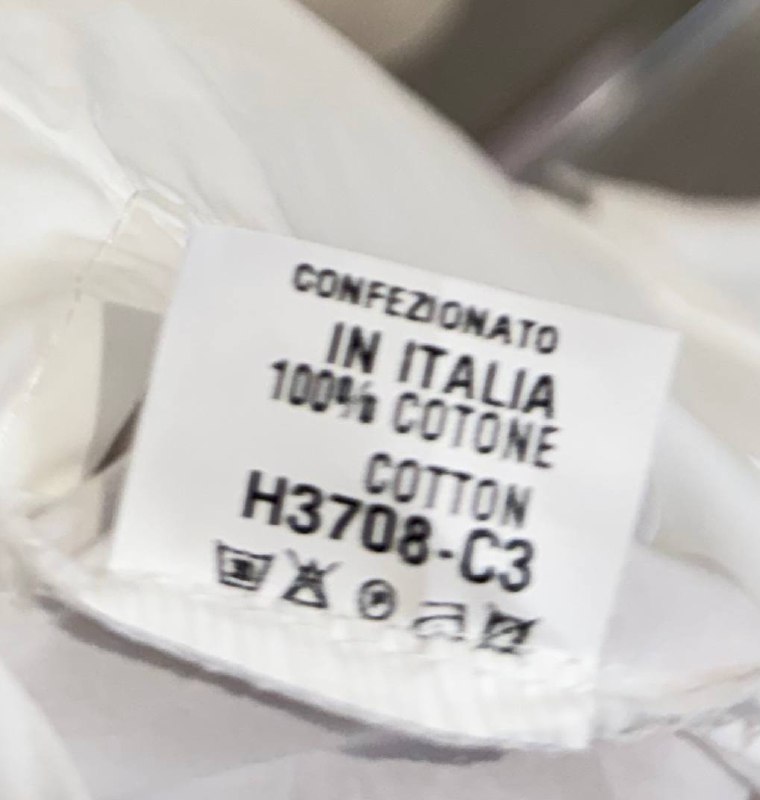 CONFEZIONATO
IN ITALIA
100% COTONE
COTTON
H3708-C3